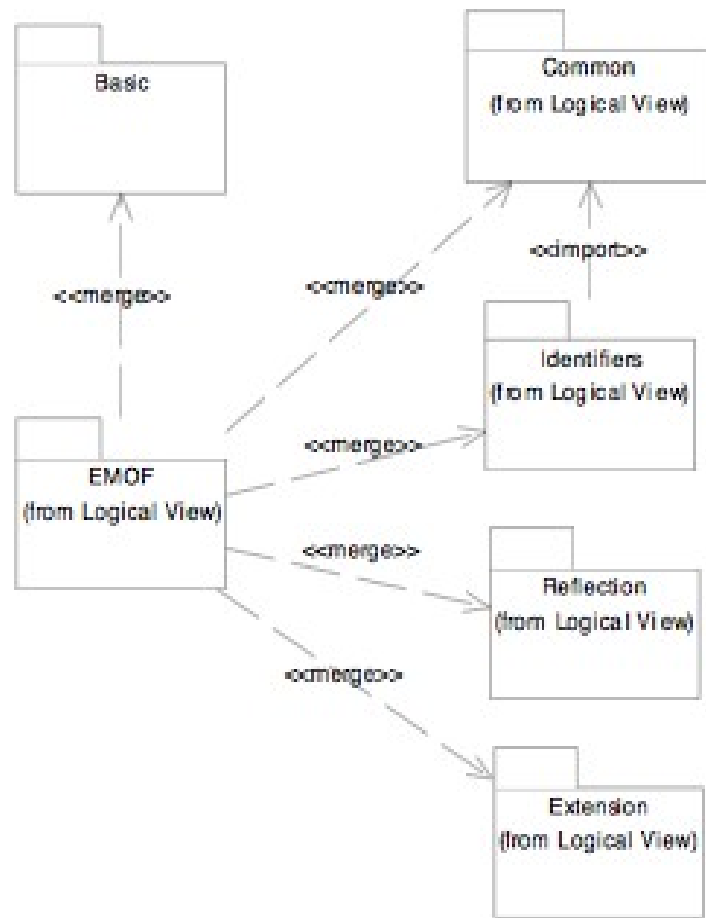 Basic
Common
(from Logical View)
<<import>>
<<merge>>
<<merge>>
Identifiers
(from Logical View)
<<merge>>
EMOF
(from Logical View)
<<merge>>
Reflection
(from Logical View)
<<merge>>
Extension
(from Logical View)